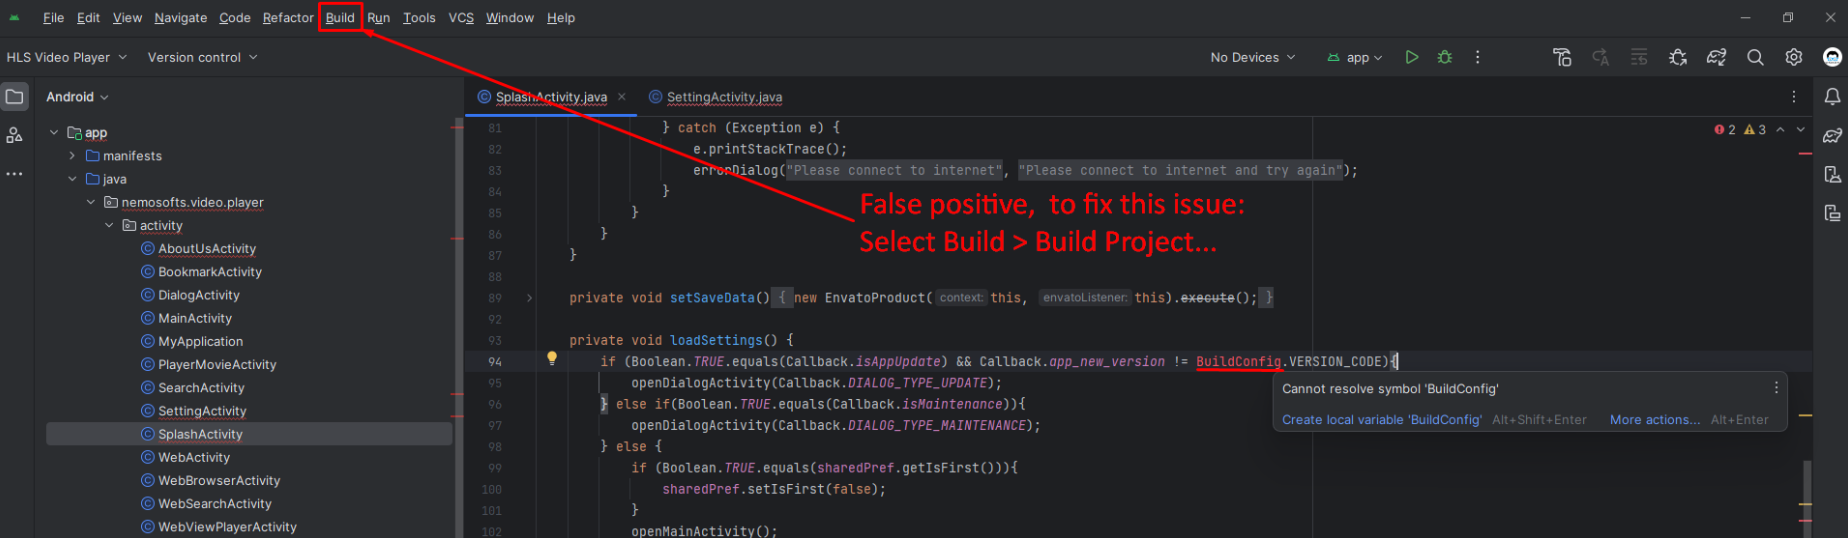 File Edit View Navigate Code Refactor Build Run Tools VCS Window Help
HLS Video Player Version control No Devices app
Android SplashActivity.java SettingActivity.java
2 3
app
manifests
java
nemosofts.video.player
activity
AboutUsActivity
BookmarkActivity
DialogActivity
MainActivity
MyApplication
PlayerMovieActivity
SearchActivity
SettingActivity
SplashActivity
WebActivity
WebBrowserActivity
WebSearchActivity
WebViewPlayerActivity
81 } catch (Exception e) {
82 e.printStackTrace();
83 errorDialog("Please connect to internet", "Please connect to internet and try again");
84 }
85 }
86 }
87 }
88
89 private void setSaveData() { new EnvatoProduct( context: this, envatoListener: this).execute(); }
92
93 private void loadSettings() {
94 if (Boolean.TRUE.equals(Callback.isAppUpdate) && Callback.app_new_version != BuildConfig.VERSION_CODE){
95 openDialogActivity(Callback.DIALOG_TYPE_UPDATE);
96 } else if(Boolean.TRUE.equals(Callback.isMaintenance)){
97 openDialogActivity(Callback.DIALOG_TYPE_MAINTENANCE);
98 } else {
99 if (Boolean.TRUE.equals(sharedPref.getIsFirst())){
100 sharedPref.setIsFirst(false);
101 }
102 openMainActivity();
False positive, to fix this issue:
Select Build > Build Project...
Cannot resolve symbol 'BuildConfig'
Create local variable 'BuildConfig' Alt+Shift+Enter More actions... Alt+Enter